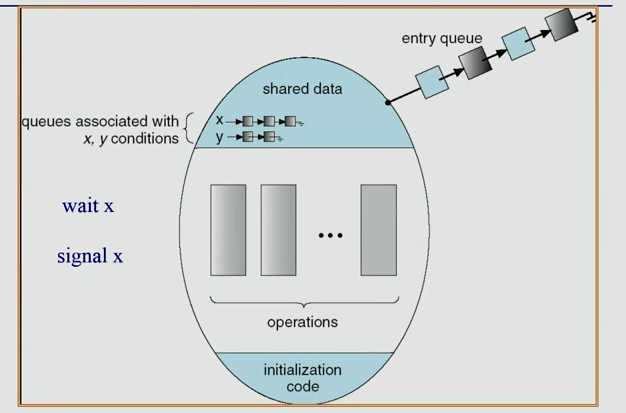 entry queue
shared data
queues associated with
x, y conditions
x
y
wait x
signal x
...
operations
initialization
code